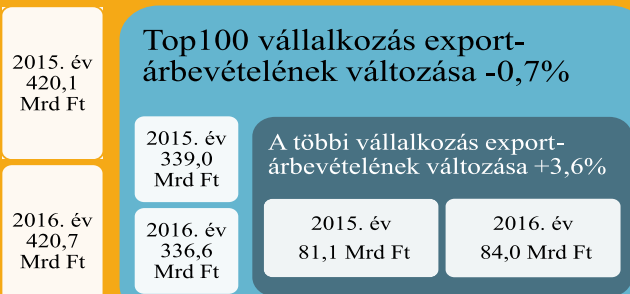 2015. év
420,1
Mrd Ft
2016. év
420,7
Mrd Ft
Top100 vállalkozás export-
árbevételének változása -0,7%
2015. év
339,0
Mrd Ft
2016. év
336,6
Mrd Ft
A többi vállalkozás export-
árbevételének változása +3,6%
2015. év
81,1 Mrd Ft
2016. év
84,0 Mrd Ft